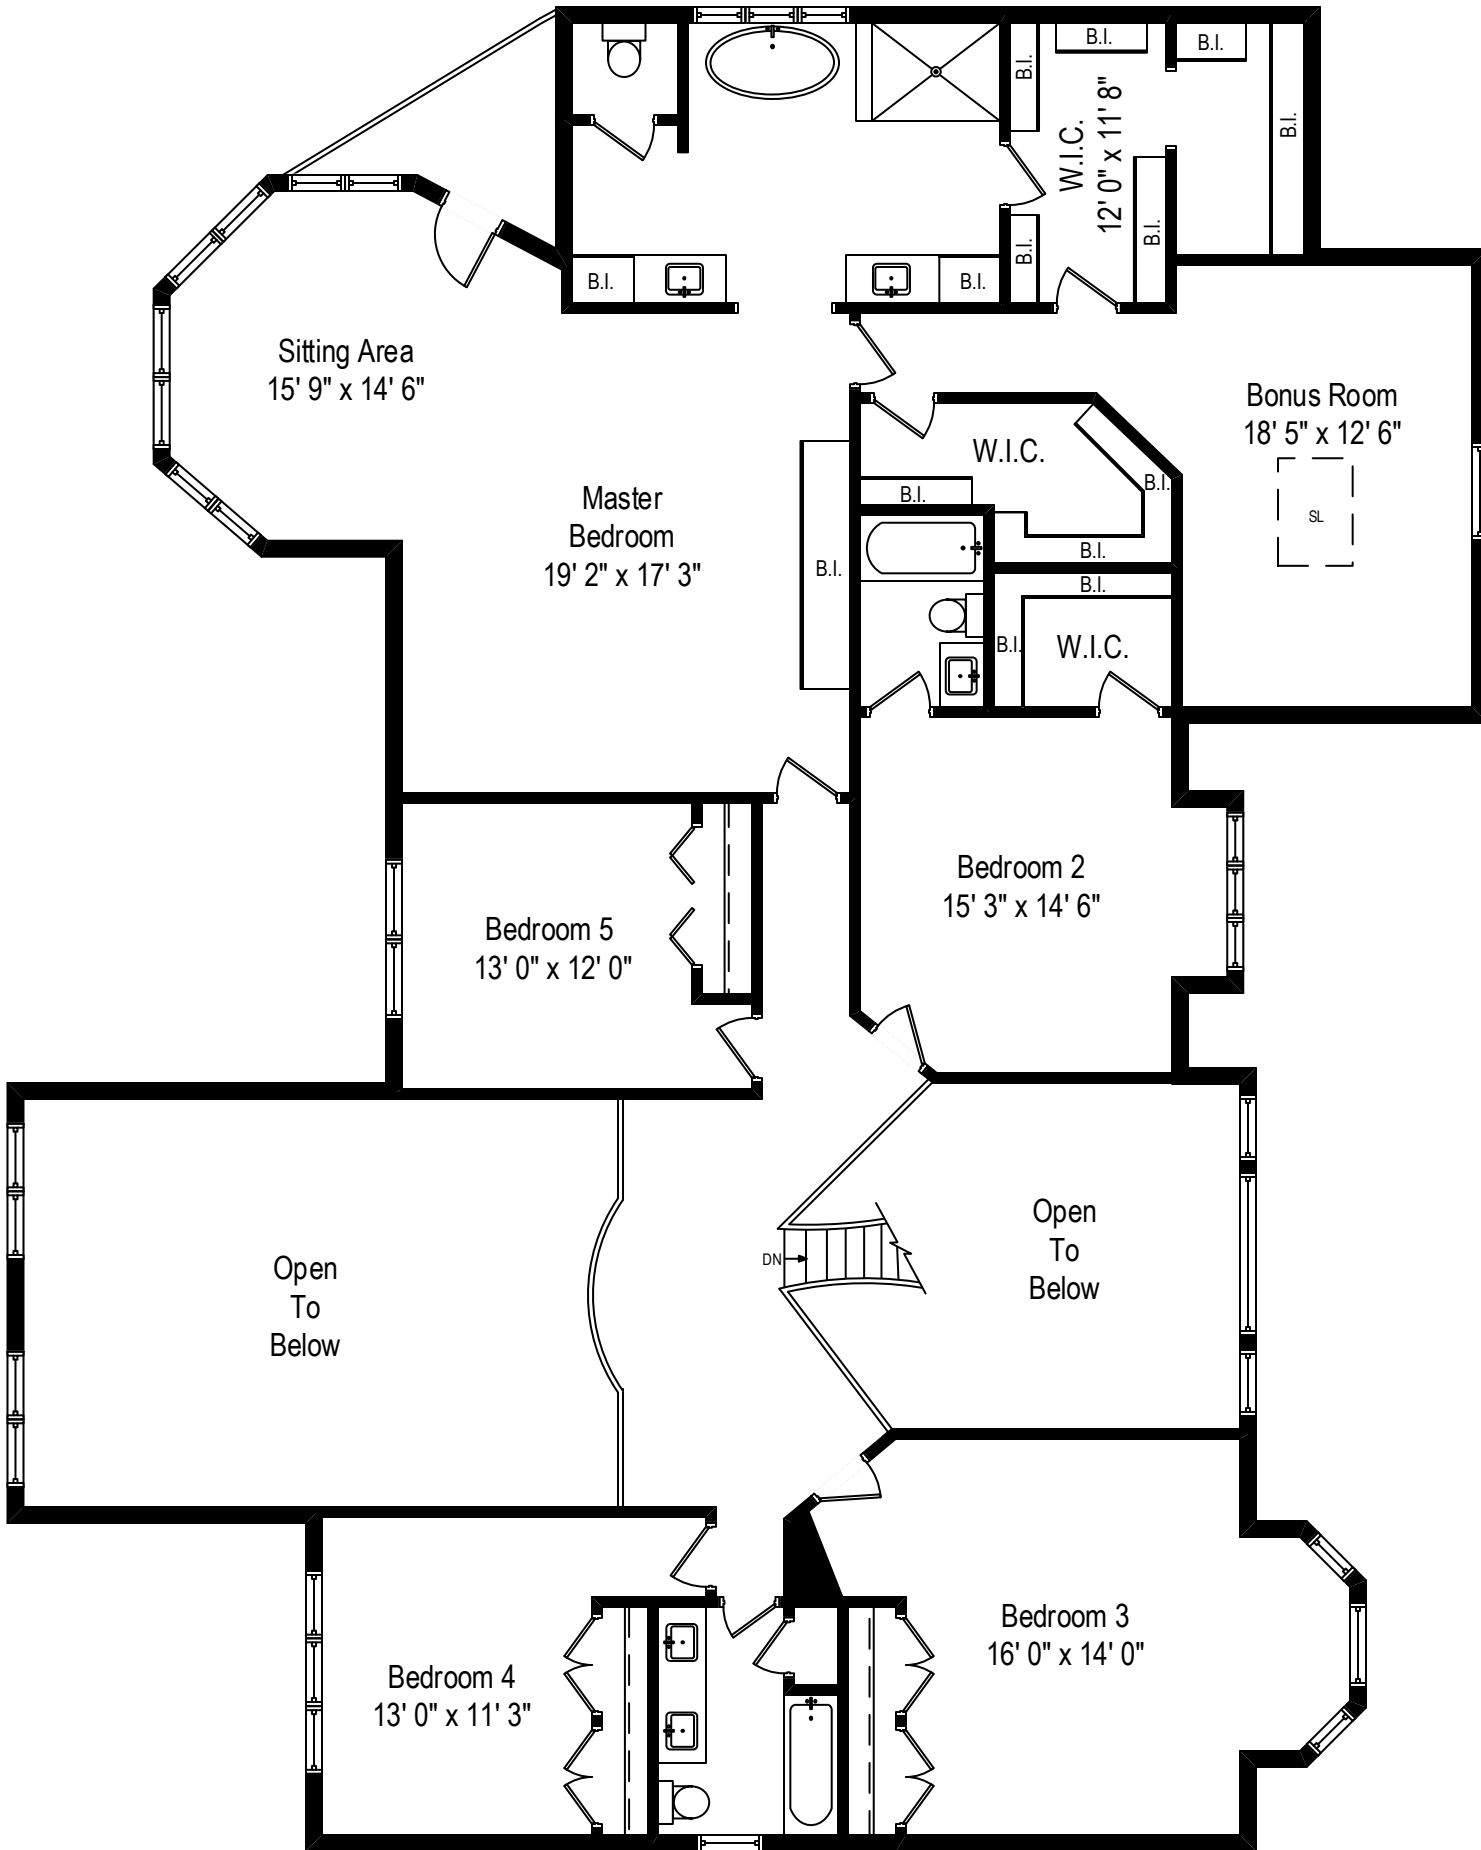 B.I.
B.I.
B.I.
W.I.C.
12' 0" x 11' 8"
B.I.
B.I.
B.I.
B.I.
B.I.
Sitting Area
15' 9" x 14' 6"
Bonus Room
18' 5" x 12' 6"
SL
W.I.C.
B.I.
B.I.
B.I.
Master
Bedroom
19' 2" x 17' 3"
B.I.
B.I.
B.I.
W.I.C.
Bedroom 2
15' 3" x 14' 6"
Bedroom 5
13' 0" x 12' 0"
Open
To
Below
DN
Open
To
Below
Bedroom 3
16' 0" x 14' 0"
Bedroom 4
13' 0" x 11' 3"